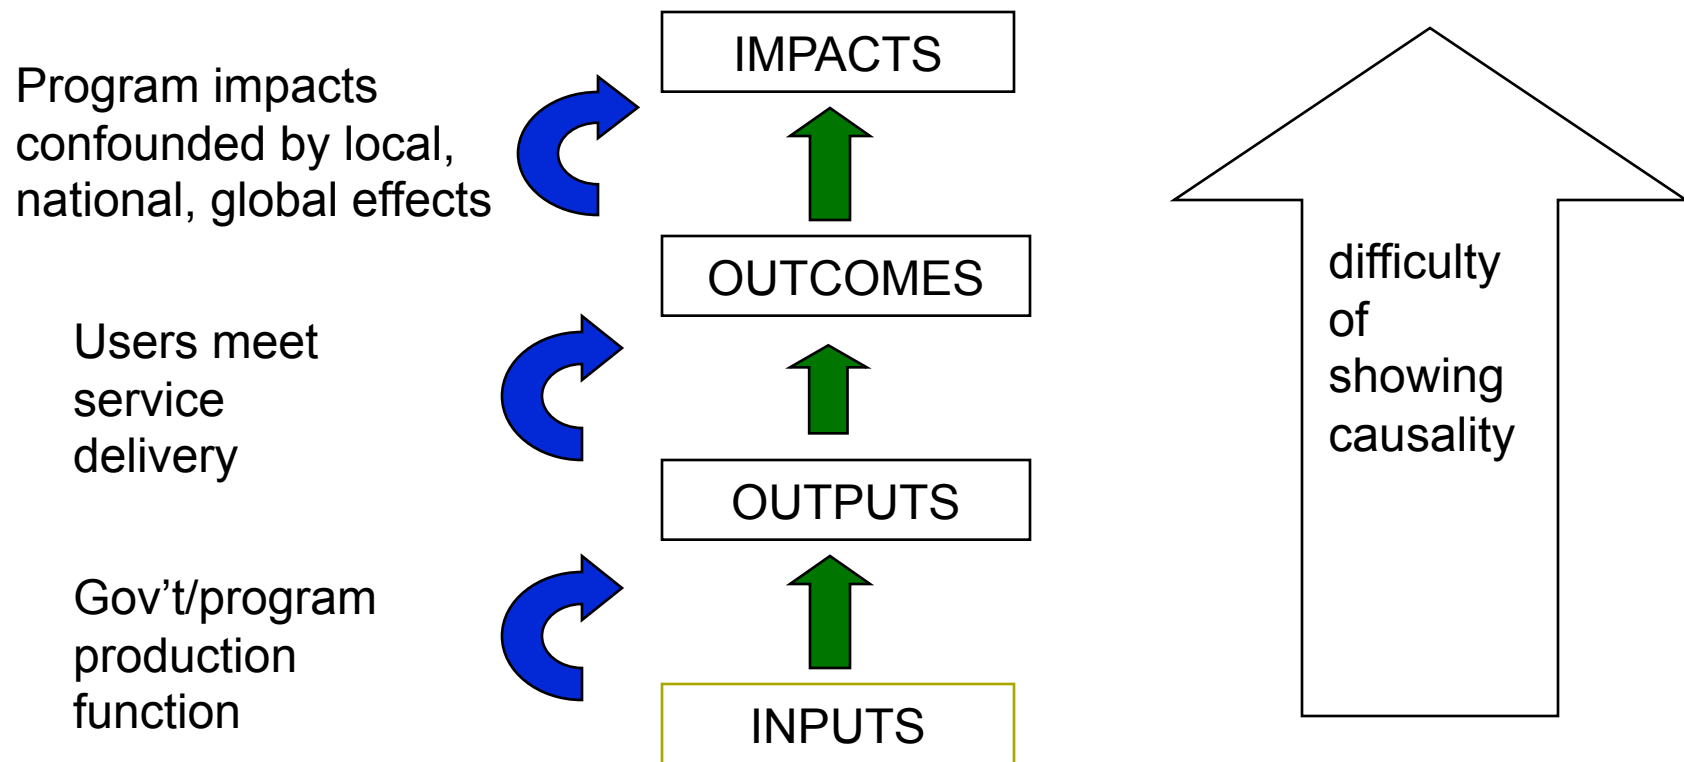 IMPACTS
Program impacts
confounded by local,
national, global effects
OUTCOMES
Users meet
service
delivery
OUTPUTS
Gov’t/program
production
function
INPUTS
difficulty
of
showing
causality